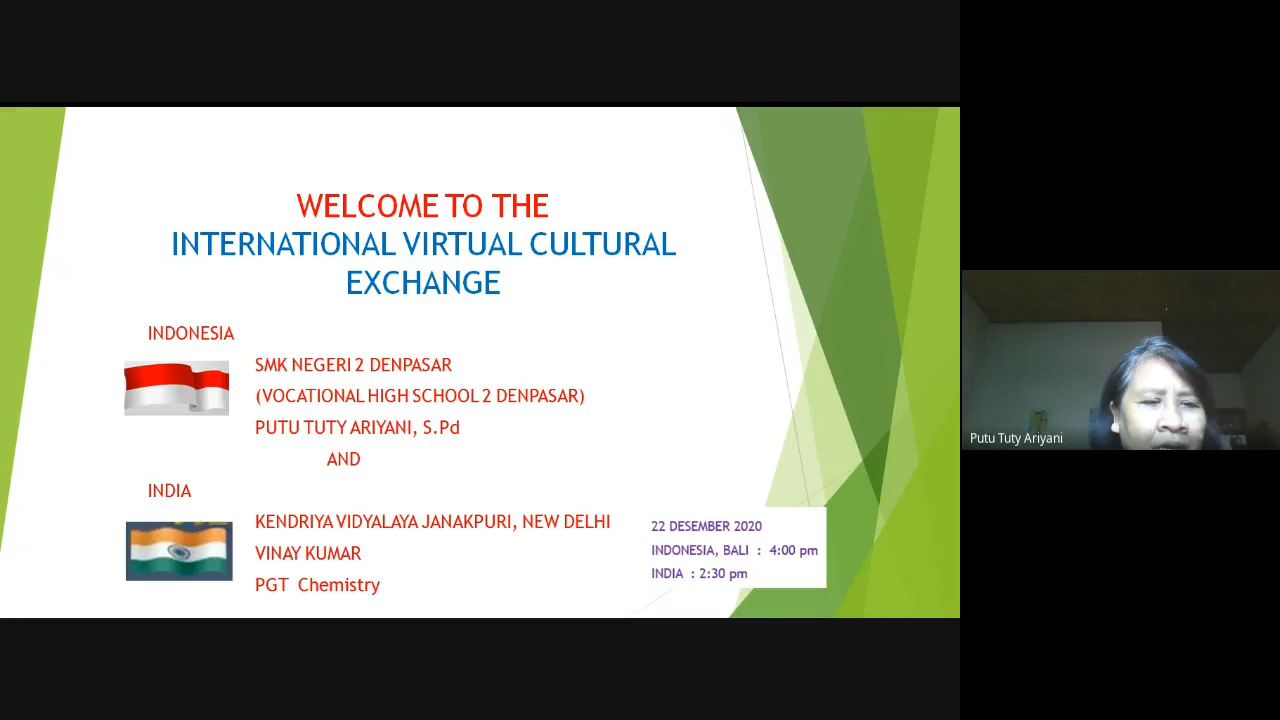 WELCOME TO THE
INTERNATIONAL VIRTUAL CULTURAL
EXCHANGE
INDONESIA
SMK NEGERI 2 DENPASAR
(VOCATIONAL HIGH SCHOOL 2 DENPASAR)
PUTU TUTY ARIYANI, S.Pd
AND
INDIA
KENDRIYA VIDYALAYA JANAKPURI, NEW DELHI
VINAY KUMAR
PGT Chemistry
22 DESEMBER 2020
INDONESIA, BALI : 4:00 pm
INDIA : 2:30 pm
Putu Tuty Ariyani